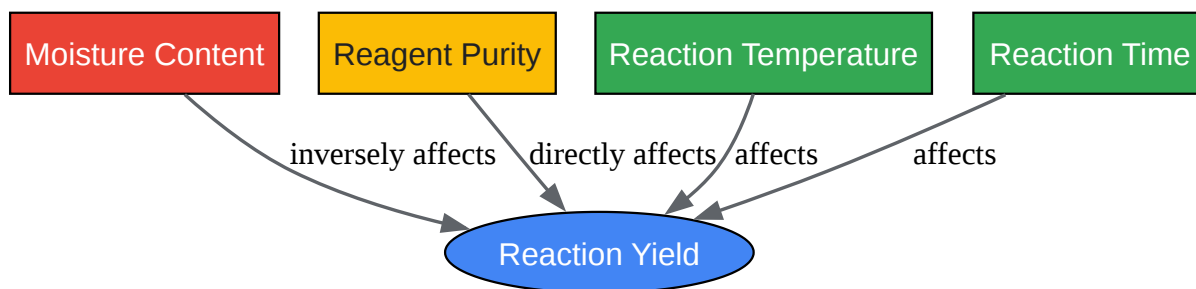 Moisture Content
Reagent Purity
Reaction Temperature
Reaction Time
inversely affects
directly affects
affects
affects
Reaction Yield